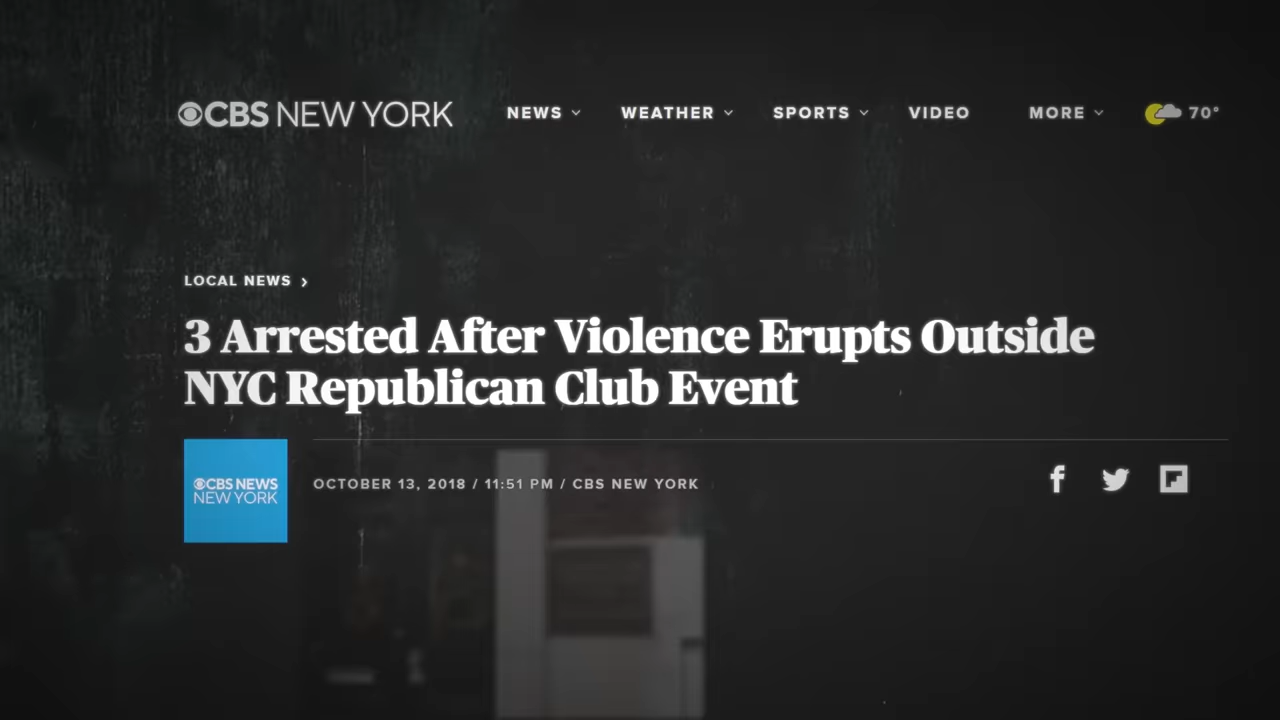 CBS NEW YORK NEWS WEATHER SPORTS VIDEO MORE 70°
LOCAL NEWS ›
3 Arrested After Violence Erupts Outside
NYC Republican Club Event
CBS NEWS
NEW YORK
OCTOBER 13, 2018 / 11:51 PM / CBS NEW YORK